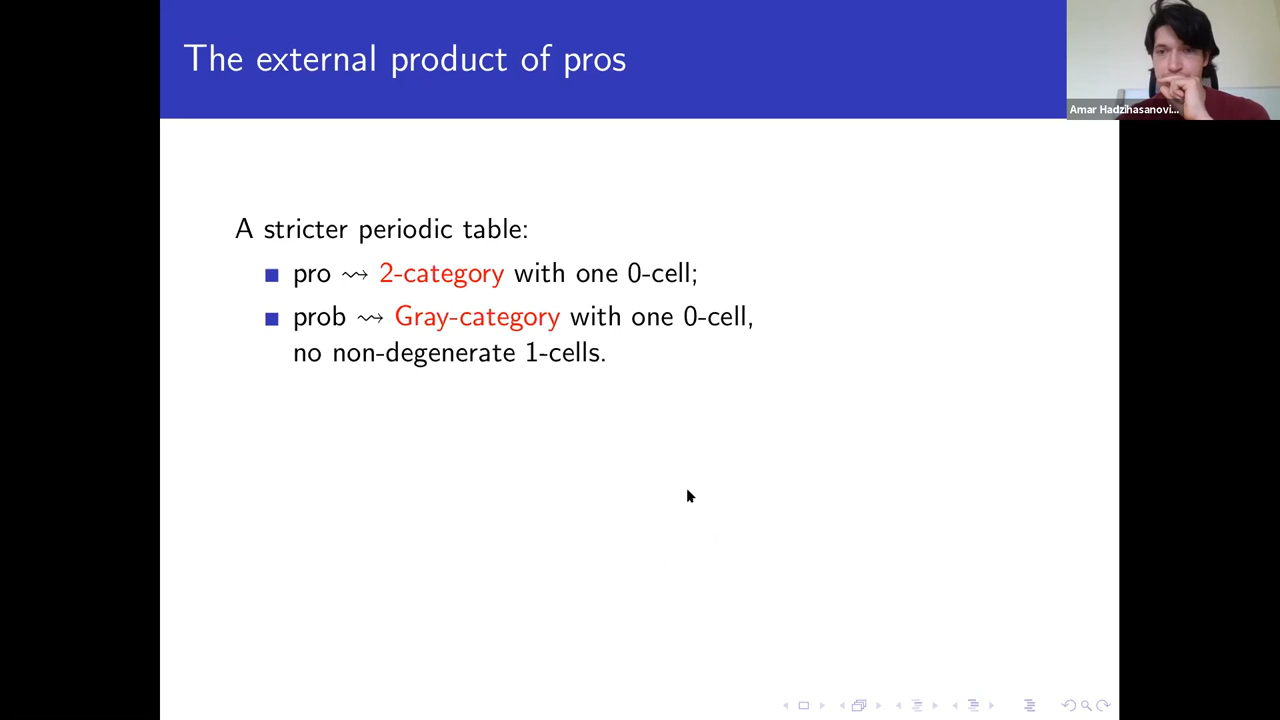 The external product of pros
Amar Hadzihasanovi...
A stricter periodic table:
pro ⇝ 2-category with one 0-cell;
prob ⇝ Gray-category with one 0-cell,
no non-degenerate 1-cells.